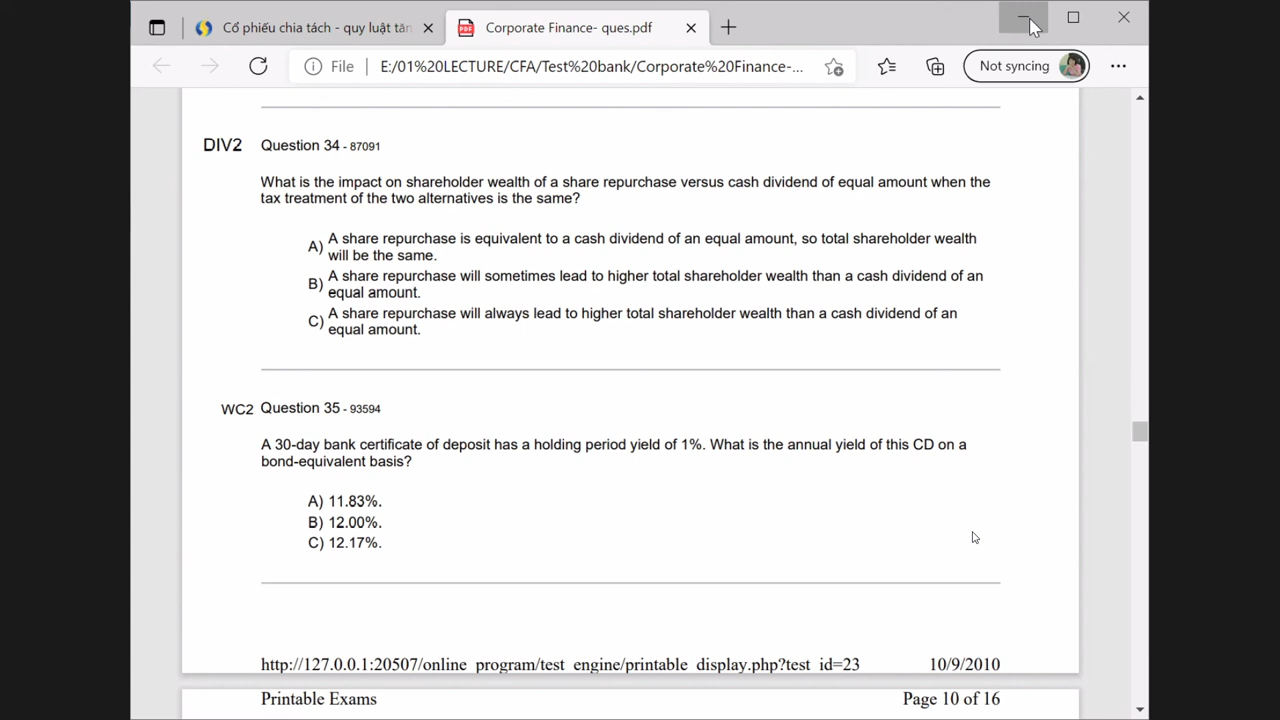 Cổ phiếu chia tách - quy luật tăn
Corporate Finance- ques.pdf
File
E:/01%20LECTURE/CFA/Test%20bank/Corporate%20Finance-...
Not syncing
DIV2 Question 34 - 87091
What is the impact on shareholder wealth of a share repurchase versus cash dividend of equal amount when the
tax treatment of the two alternatives is the same?
A) A share repurchase is equivalent to a cash dividend of an equal amount, so total shareholder wealth
will be the same.
B) A share repurchase will sometimes lead to higher total shareholder wealth than a cash dividend of an
equal amount.
C) A share repurchase will always lead to higher total shareholder wealth than a cash dividend of an
equal amount.
WC2 Question 35 - 93594
A 30-day bank certificate of deposit has a holding period yield of 1%. What is the annual yield of this CD on a
bond-equivalent basis?
A) 11.83%.
B) 12.00%.
C) 12.17%.
http://127.0.0.1:20507/online_program/test_engine/printable_display.php?test_id=23 10/9/2010
Printable Exams Page 10 of 16